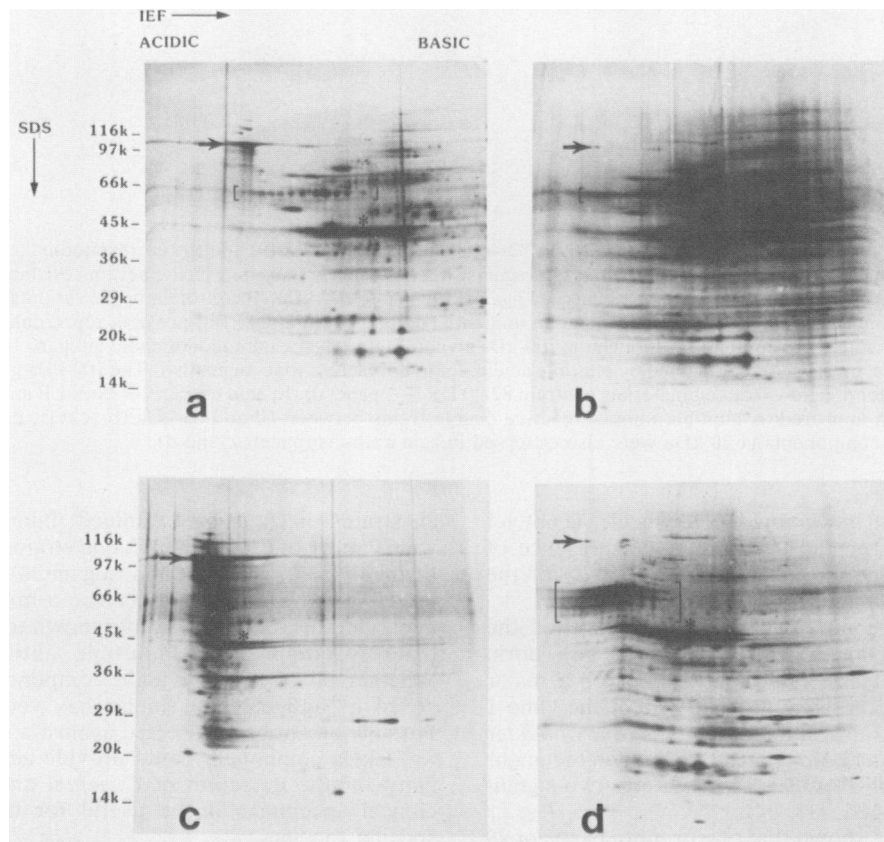 IEF
ACIDIC BASIC
SDS
116k
97k
66k
45k
36k
29k
20k
14k
a
b
116k
97k
66k
45k
36k
29k
20k
14k
c
d